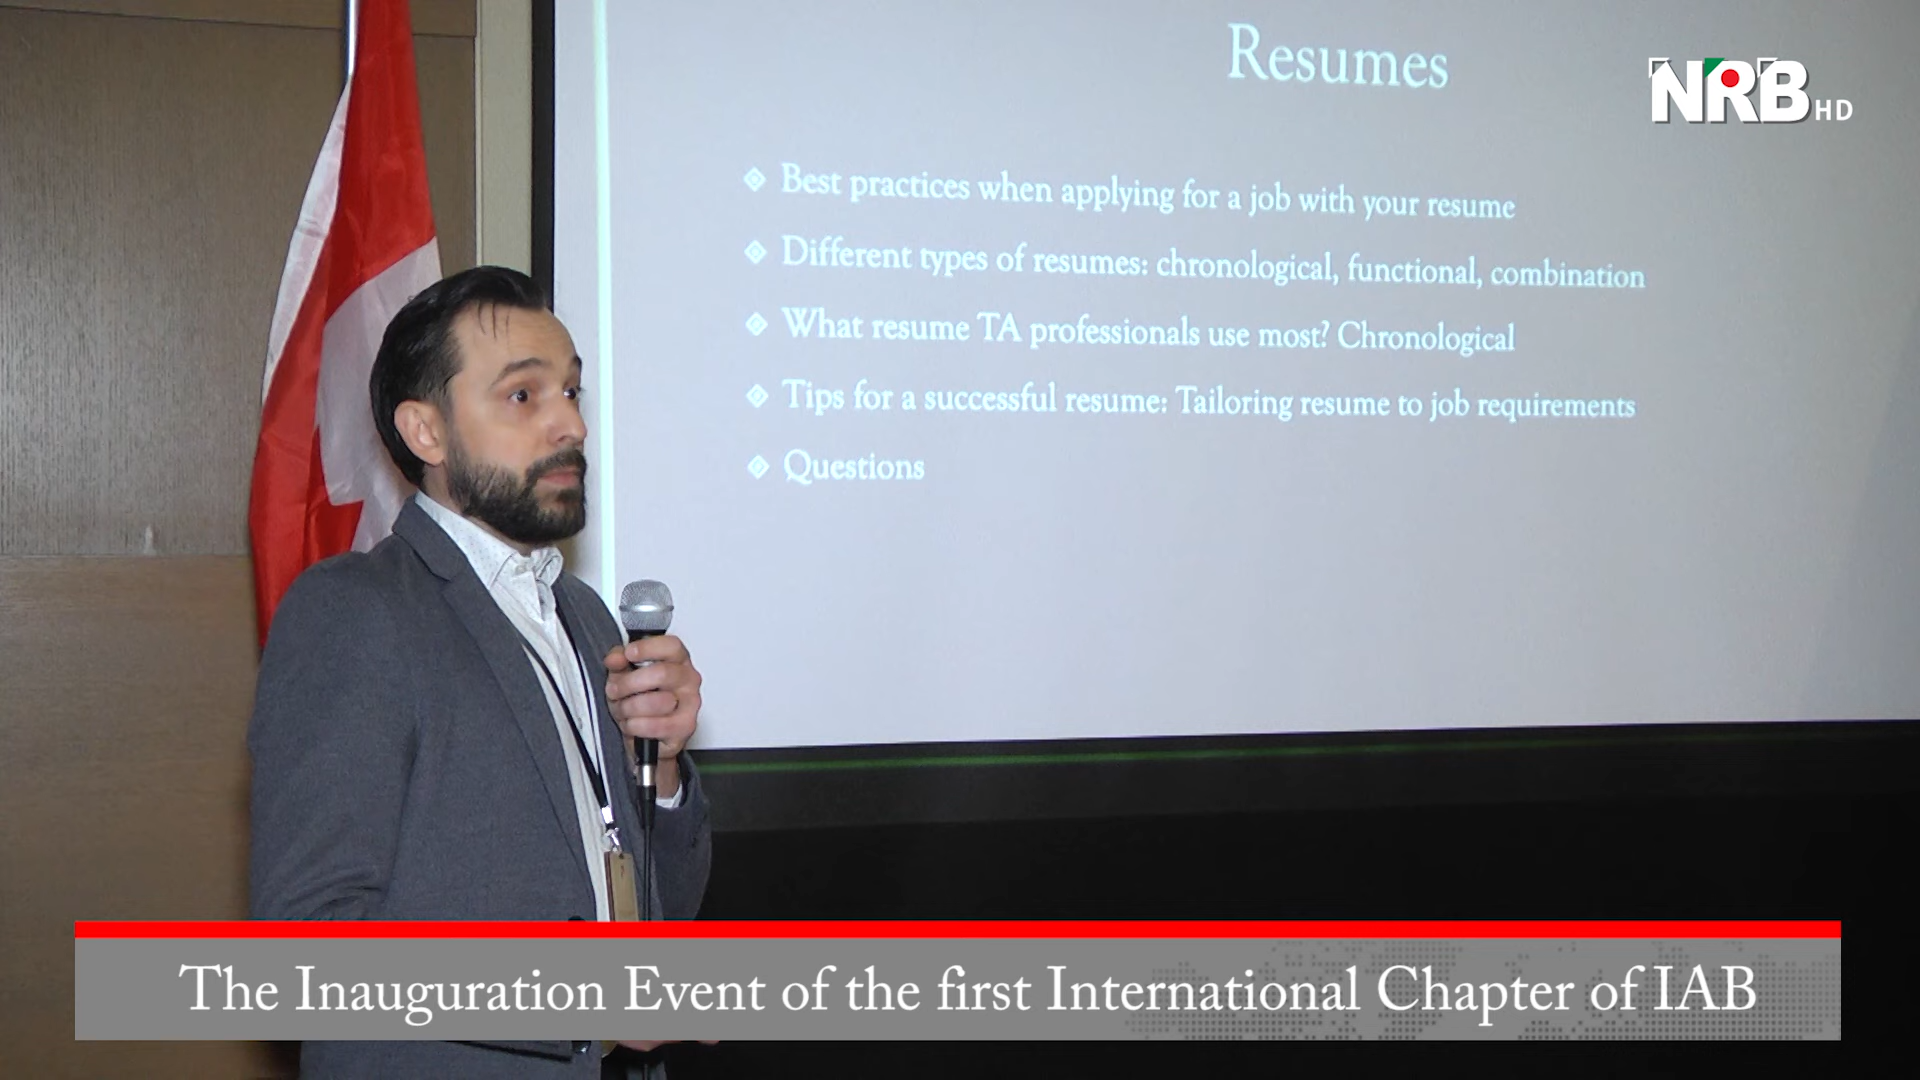 Resumes
NRB HD
Best practices when applying for a job with your resume
Different types of resumes: chronological, functional, combination
What resume TA professionals use most? Chronological
Tips for a successful resume: Tailoring resume to job requirements
Questions
The Inauguration Event of the first International Chapter of IAB